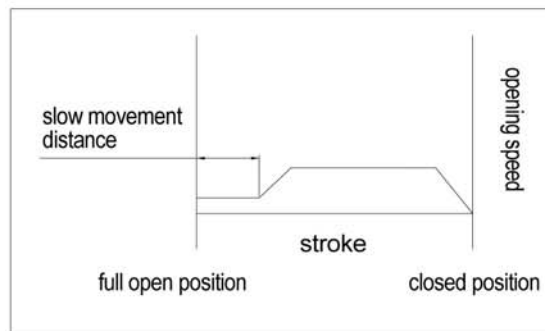 slow movement
distance
opening speed
stroke
full open position
closed position